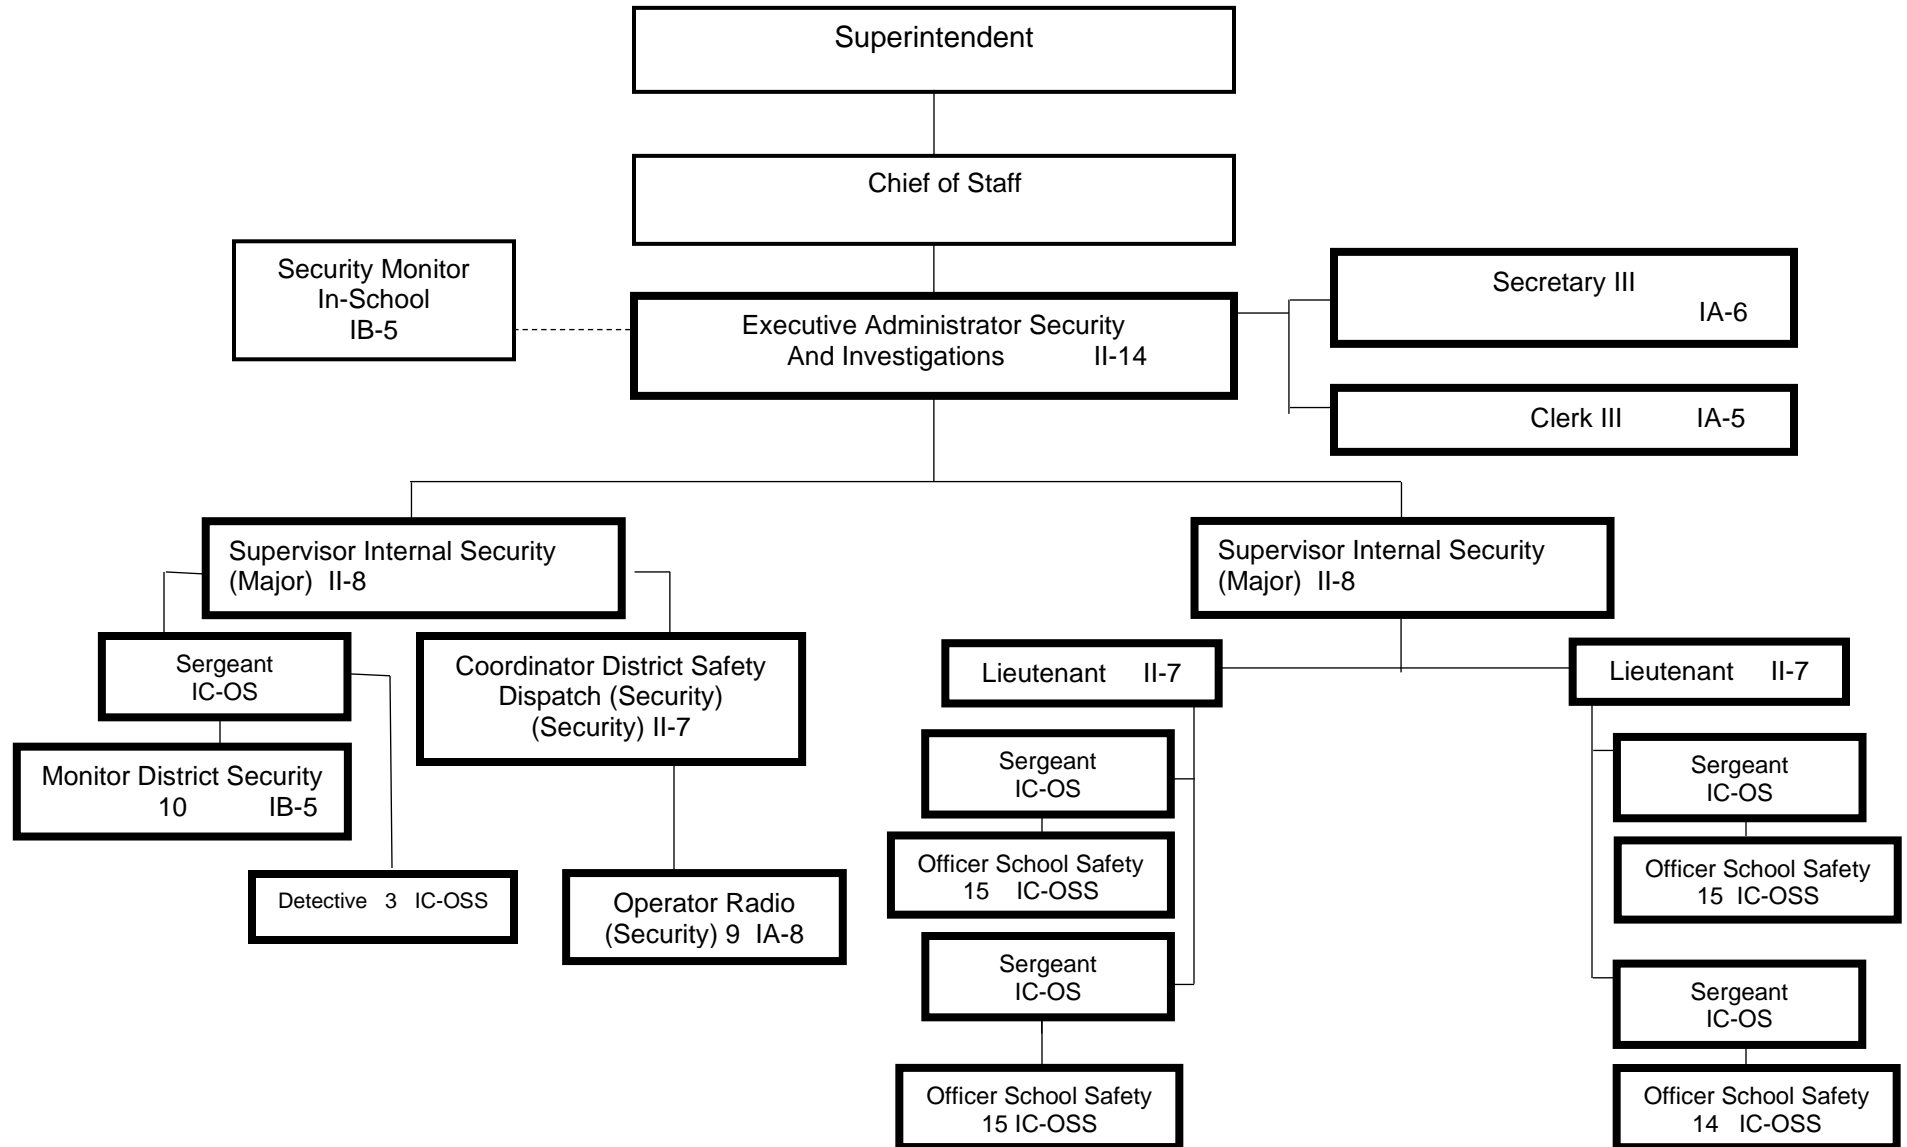 Superintendent
Chief of Staff
Security Monitor
In-School
IB-5
Executive Administrator Security
And Investigations II-14
Secretary III
IA-6
Clerk III IA-5
Supervisor Internal Security
(Major) II-8
Supervisor Internal Security
(Major) II-8
Sergeant
IC-OS
Coordinator District Safety
Dispatch (Security)
(Security) II-7
Monitor District Security
10 IB-5
Detective 3 IC-OSS
Operator Radio
(Security) 9 IA-8
Lieutenant II-7
Sergeant
IC-OS
Officer School Safety
15 IC-OSS
Sergeant
IC-OS
Officer School Safety
15 IC-OSS
Lieutenant II-7
Sergeant
IC-OS
Officer School Safety
15 IC-OSS
Sergeant
IC-OS
Officer School Safety
14 IC-OSS